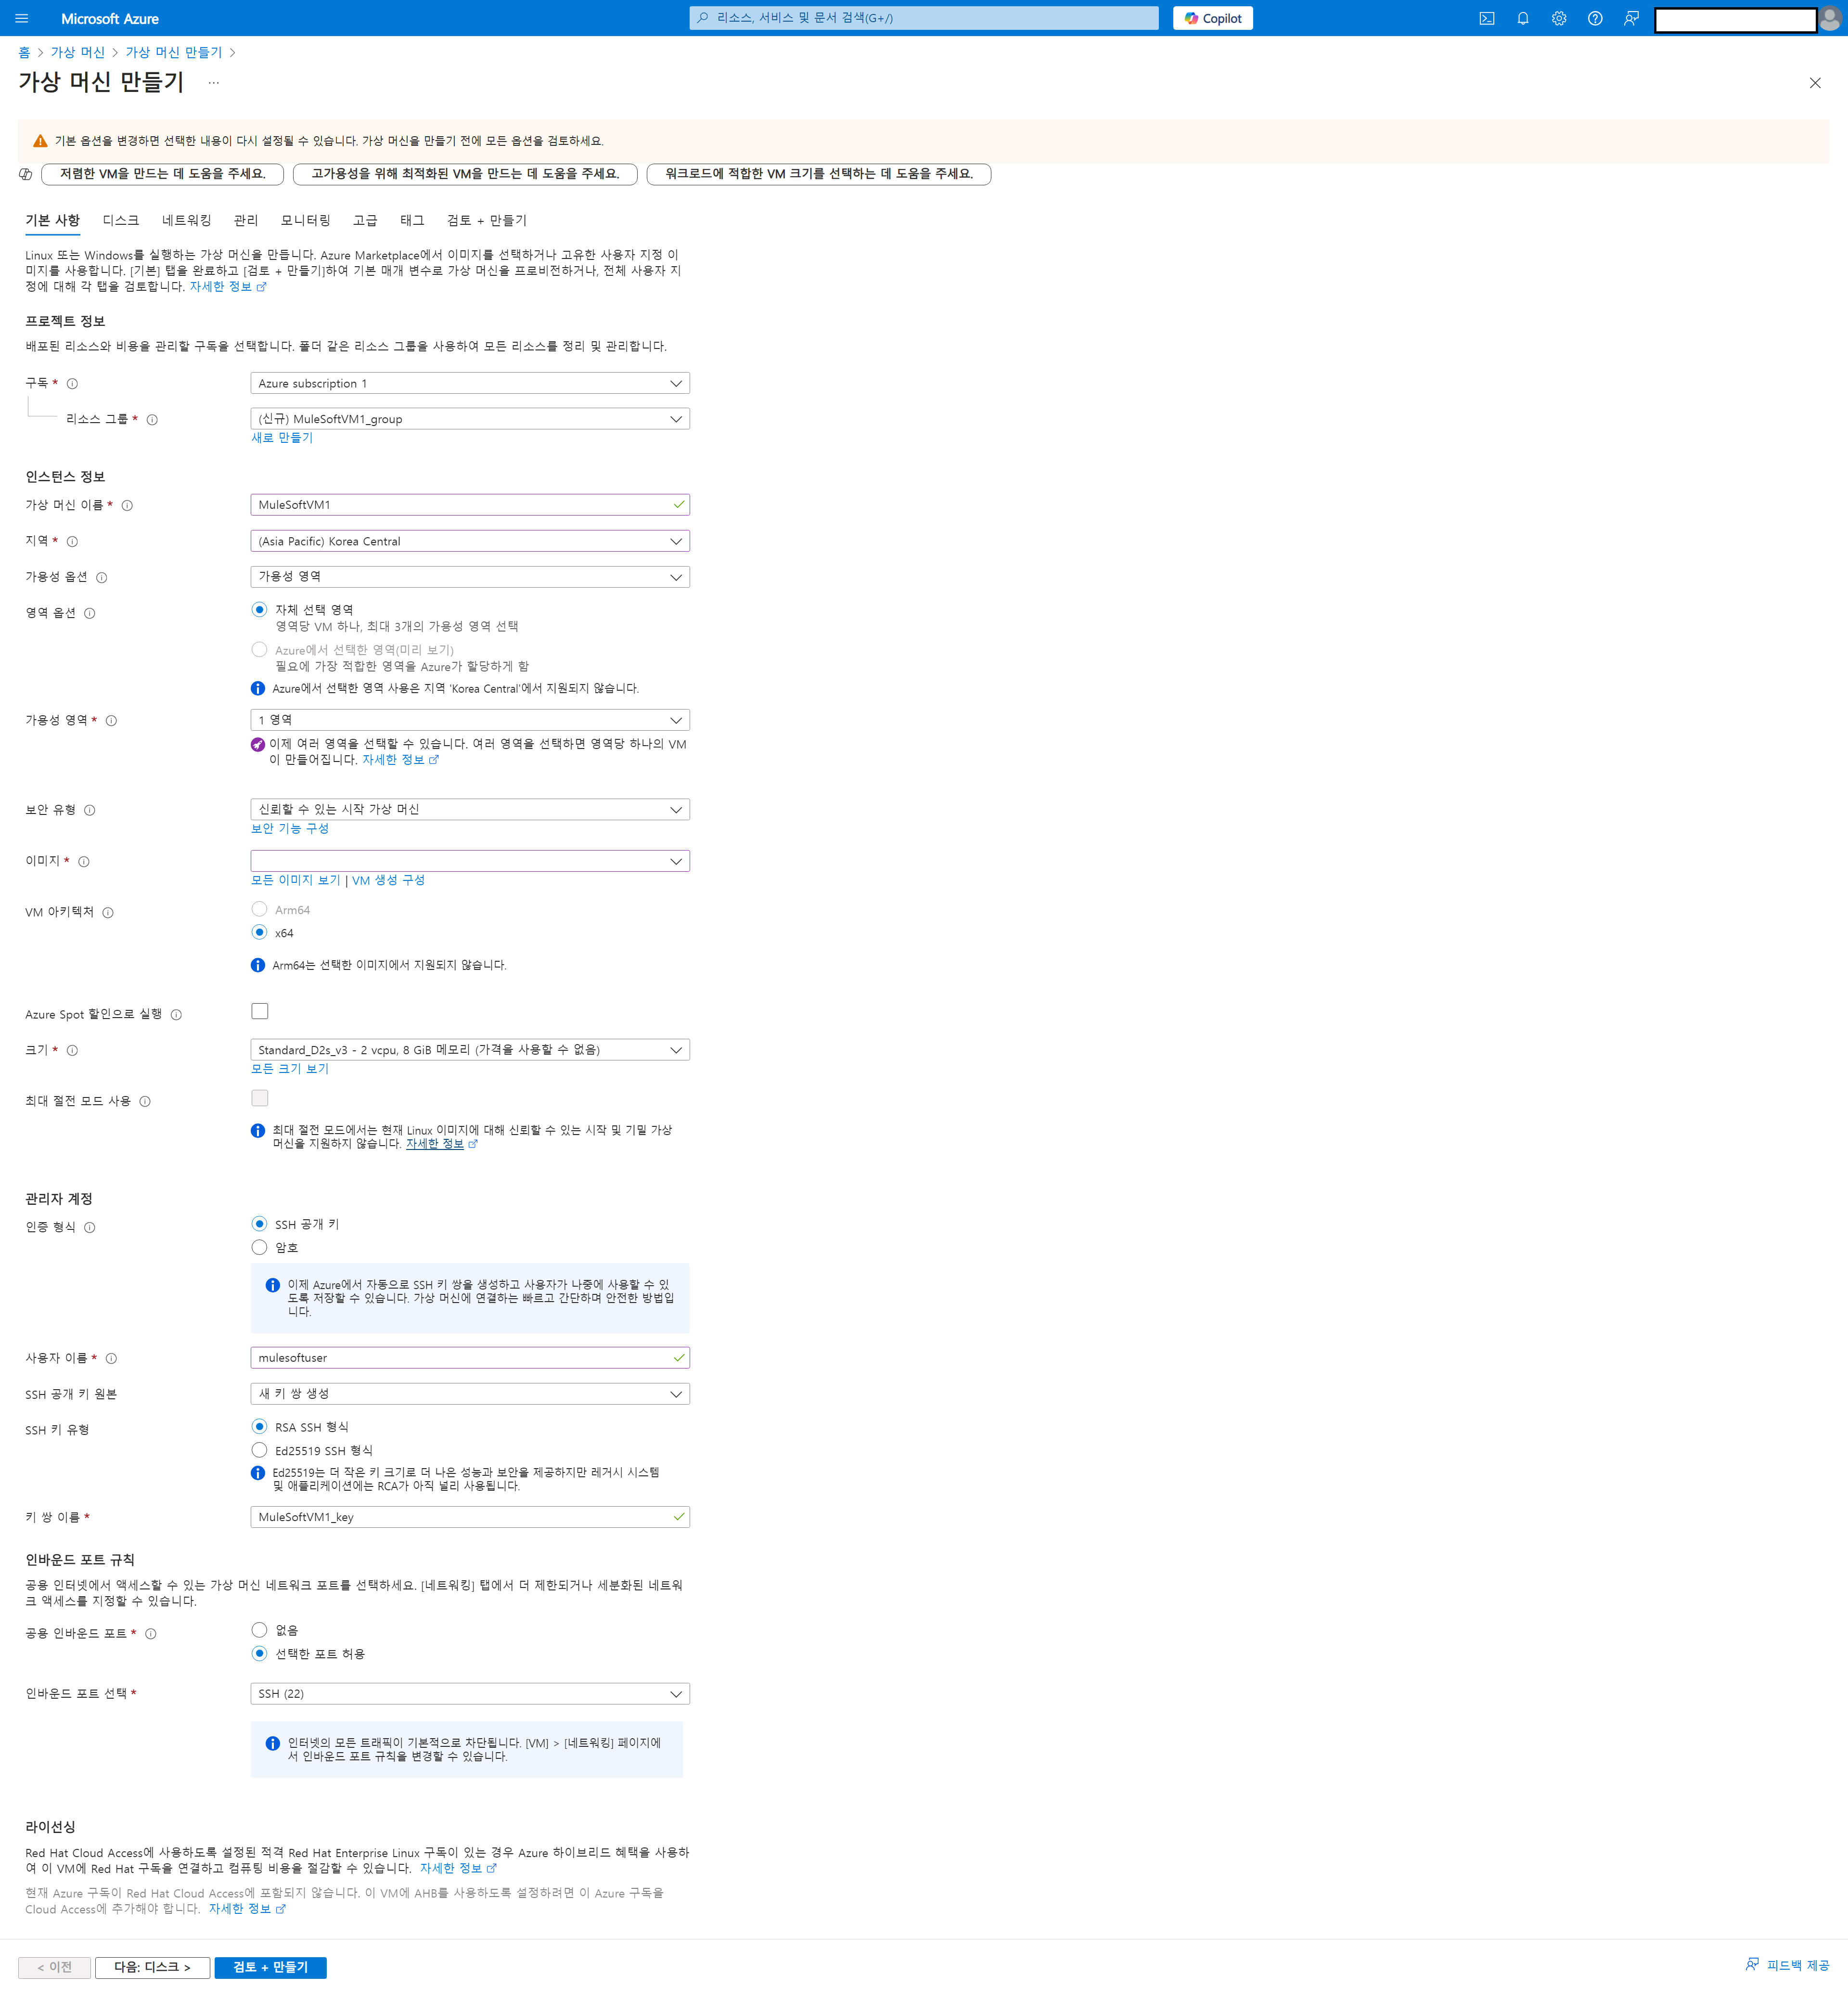 Microsoft Azure
리소스, 서비스 및 문서 검색(G+/)
Copilot
홈 > 가상 머신 > 가상 머신 만들기 >
가상 머신 만들기 ...
기본 옵션을 변경하면 선택한 내용이 다시 설정될 수 있습니다. 가상 머신을 만들기 전에 모든 옵션을 검토하세요.
저렴한 VM을 만드는 데 도움을 주세요. 고가용성을 위해 최적화된 VM을 만드는 데 도움을 주세요. 워크로드에 적합한 VM 크기를 선택하는 데 도움을 주세요.
기본 사항 디스크 네트워킹 관리 모니터링 고급 태그 검토 + 만들기
Linux 또는 Windows를 실행하는 가상 머신을 만듭니다. Azure Marketplace에서 이미지를 선택하거나 고유한 사용자 지정 이
미지를 사용합니다. [기본] 탭을 완료하고 [검토 + 만들기]하여 기본 매개 변수로 가상 머신을 프로비전하거나, 전체 사용자 지
정에 대해 각 탭을 검토합니다. 자세한 정보
프로젝트 정보
배포된 리소스와 비용을 관리할 구독을 선택합니다. 폴더 같은 리소스 그룹을 사용하여 모든 리소스를 정리 및 관리합니다.
구독 * Azure subscription 1
리소스 그룹 * (신규) MuleSoftVM1_group
새로 만들기
인스턴스 정보
가상 머신 이름 * MuleSoftVM1
지역 * (Asia Pacific) Korea Central
가용성 옵션 가용성 영역
영역 옵션 자체 선택 영역
영역당 VM 하나, 최대 3개의 가용성 영역 선택
Azure에서 선택한 영역(미리 보기)
필요에 가장 적합한 영역을 Azure가 할당하게 함
Azure에서 선택한 영역 사용은 지역 'Korea Central'에서 지원되지 않습니다.
가용성 영역 * 1 영역
이제 여러 영역을 선택할 수 있습니다. 여러 영역을 선택하면 영역당 하나의 VM
이 만들어집니다. 자세한 정보
보안 유형 신뢰할 수 있는 시작 가상 머신
보안 기능 구성
이미지 *
모든 이미지 보기 | VM 생성 구성
VM 아키텍처 Arm64
x64
Arm64는 선택한 이미지에서 지원되지 않습니다.
Azure Spot 할인으로 실행
크기 * Standard_D2s_v3 - 2 vcpu, 8 GiB 메모리 (가격을 사용할 수 없음)
모든 크기 보기
최대 절전 모드 사용
최대 절전 모드에서는 현재 Linux 이미지에 대해 신뢰할 수 있는 시작 및 기밀 가상
머신을 지원하지 않습니다. 자세한 정보
관리자 계정
인증 형식 SSH 공개 키
암호
이제 Azure에서 자동으로 SSH 키 쌍을 생성하고 사용자가 나중에 사용할 수 있
도록 저장할 수 있습니다. 가상 머신에 연결하는 빠르고 간단하며 안전한 방법입
니다.
사용자 이름 * mulesoftuser
SSH 공개 키 원본 새 키 쌍 생성
SSH 키 유형 RSA SSH 형식
Ed25519 SSH 형식
Ed25519는 더 작은 키 크기로 더 나은 성능과 보안을 제공하지만 레거시 시스템
및 애플리케이션에는 RCA가 아직 널리 사용됩니다.
키 쌍 이름 * MuleSoftVM1_key
인바운드 포트 규칙
공용 인터넷에서 액세스할 수 있는 가상 머신 네트워크 포트를 선택하세요. [네트워킹] 탭에서 더 제한되거나 세분화된 네트워
크 액세스를 지정할 수 있습니다.
공용 인바운드 포트 * 없음
선택한 포트 허용
인바운드 포트 선택 * SSH (22)
인터넷의 모든 트래픽이 기본적으로 차단됩니다. [VM] > [네트워킹] 페이지에
서 인바운드 포트 규칙을 변경할 수 있습니다.
라이선싱
Red Hat Cloud Access에 사용하도록 설정된 적격 Red Hat Enterprise Linux 구독이 있는 경우 Azure 하이브리드 혜택을 사용하
여 이 VM에 Red Hat 구독을 연결하고 컴퓨팅 비용을 절감할 수 있습니다. 자세한 정보
현재 Azure 구독이 Red Hat Cloud Access에 포함되지 않습니다. 이 VM에 AHB를 사용하도록 설정하려면 이 Azure 구독을
Cloud Access에 추가해야 합니다. 자세한 정보
< 이전 다음: 디스크 > 검토 + 만들기 피드백 제공